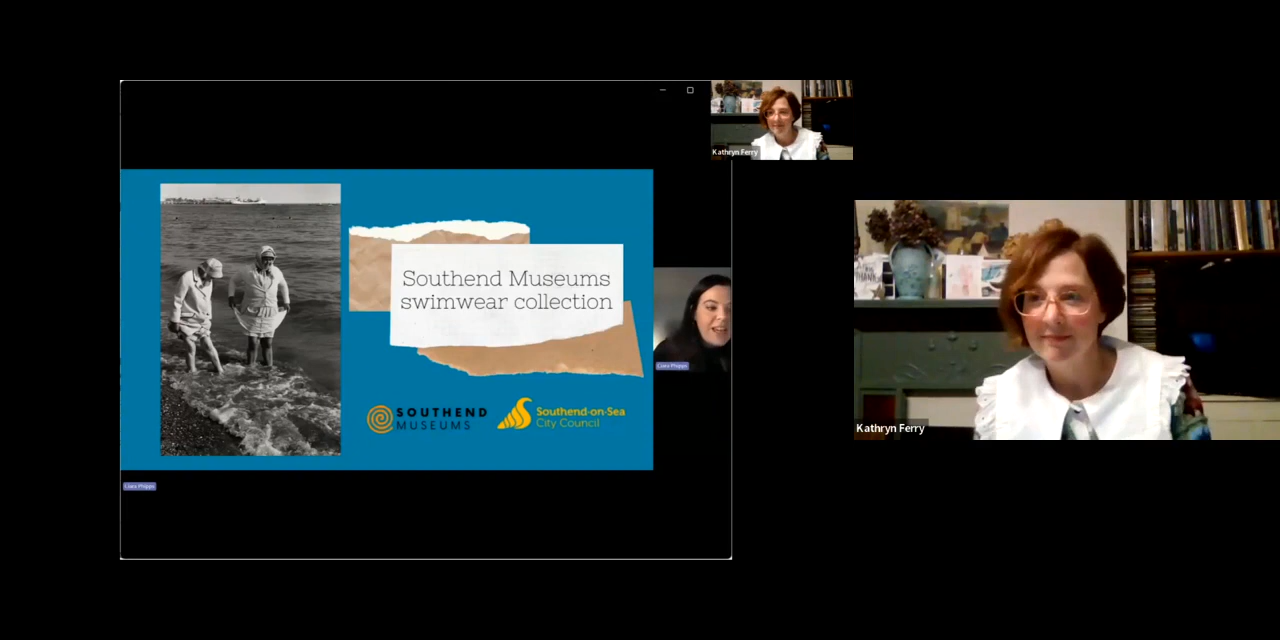 Kathryn Ferry
Southend Museums
swimwear collection
SOUTHEND
MUSEUMS
Southend-on-Sea
City Council
Kathryn Ferry